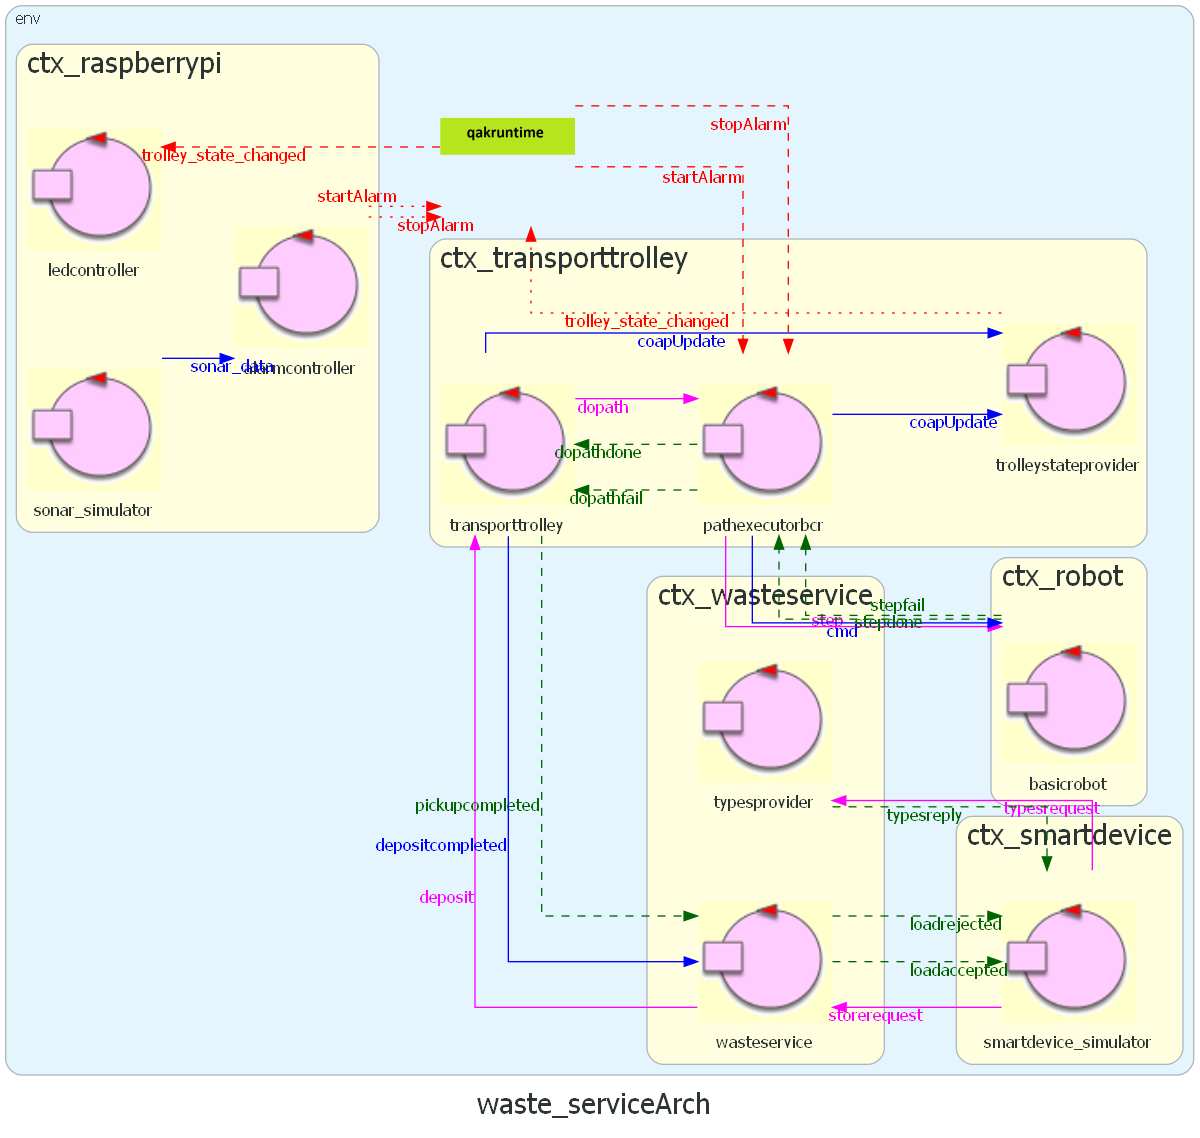 env
ctx_raspberrypi
qakruntime
stopAlarm
trolley_state_changed
startAlarm
startAlarm
stopAlarm
ledcontroller
ctx_transporttrolley
trolley_state_changed
coapUpdate
sonar_data
alarmcontroller
dopath
coapUpdate
dopathdone
trolleystateprovider
dopathfail
sonar_simulator
transporttrolley
pathexecutorbcr
ctx_robot
ctx_wasteservice
stepfail
step
stepdone
cmd
basicrobot
typesprovider
pickupcompleted
typesrequest
typesreply
ctx_smartdevice
depositcompleted
deposit
loadrejected
loadaccepted
storerequest
wasteservice
smartdevice_simulator
waste_serviceArch